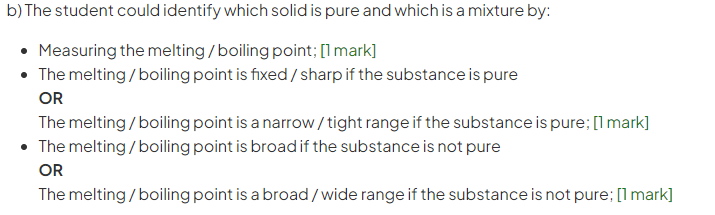 b) The student could identify which solid is pure and which is a mixture by:
• Measuring the melting / boiling point; [1 mark]
• The melting / boiling point is fixed / sharp if the substance is pure
OR
The melting / boiling point is a narrow / tight range if the substance is pure; [1 mark]
• The melting / boiling point is broad if the substance is not pure
OR
The melting / boiling point is a broad / wide range if the substance is not pure; [1 mark]